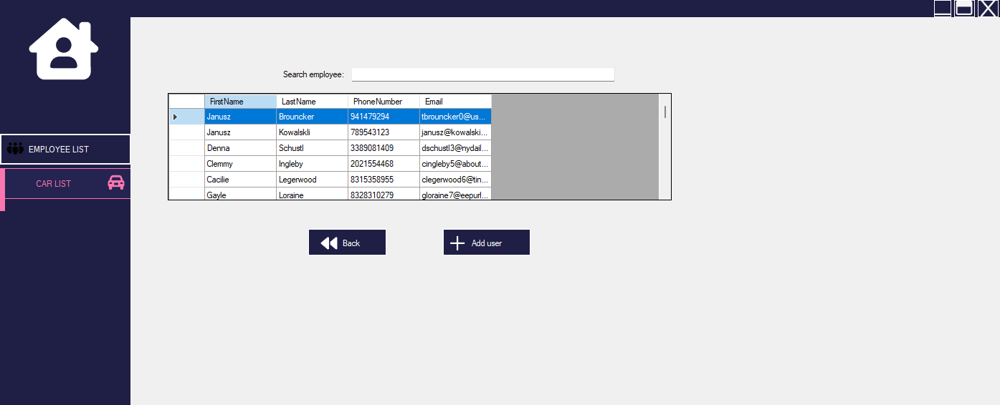 Search employee:
FirstName LastName PhoneNumber Email
Janusz Brouncker 941479294 tbrouncker0@us...
Janusz Kowalskli 789543123 janusz@kowalski...
Denna Schustl 3389081409 dschustl3@nydail...
Clemmy Ingleby 2021554468 cingleby5@about...
Cacilie Legerwood 8315358955 clegerwood6@tin...
Gayle Loraine 8328310279 gloraine7@eepurl...
EMPLOYEE LIST
CAR LIST
Back
Add user